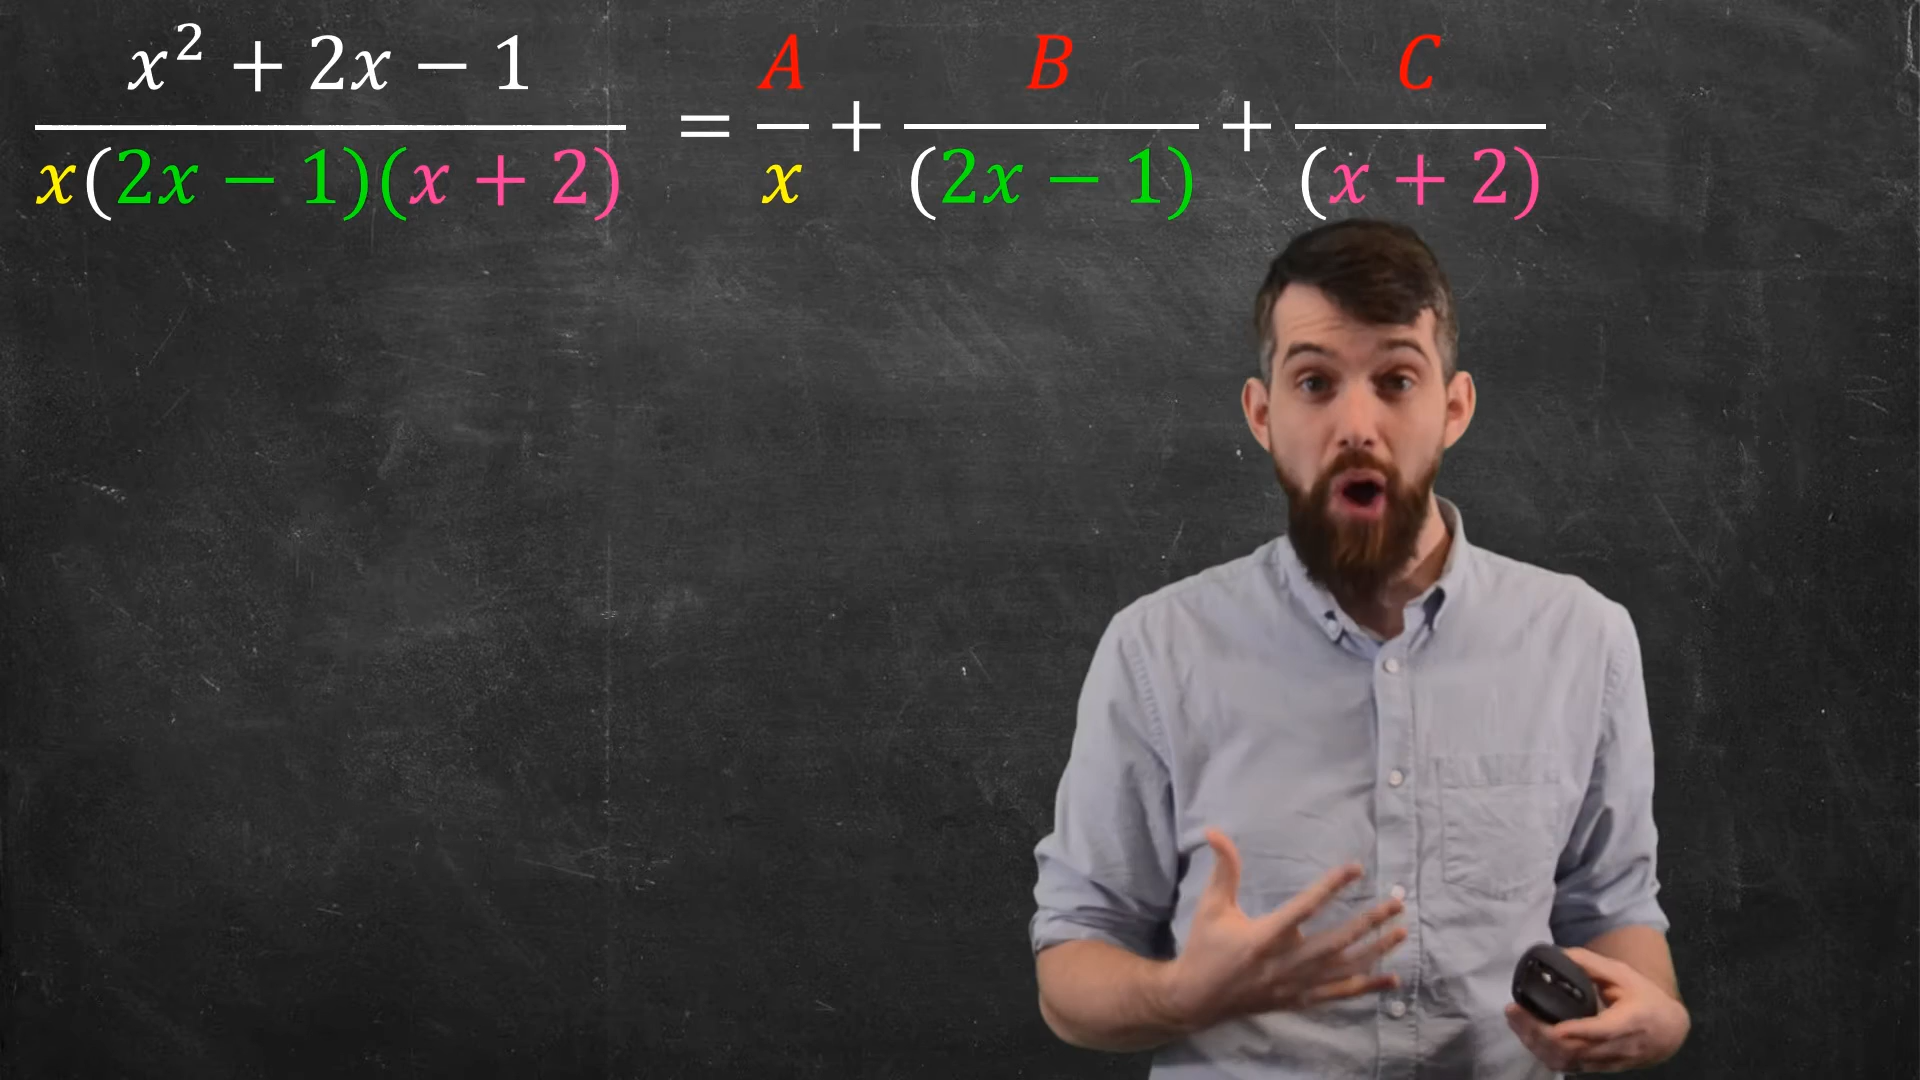 x² + 2x − 1 / x(2x − 1)(x + 2) = A / x + B / (2x − 1) + C / (x + 2)